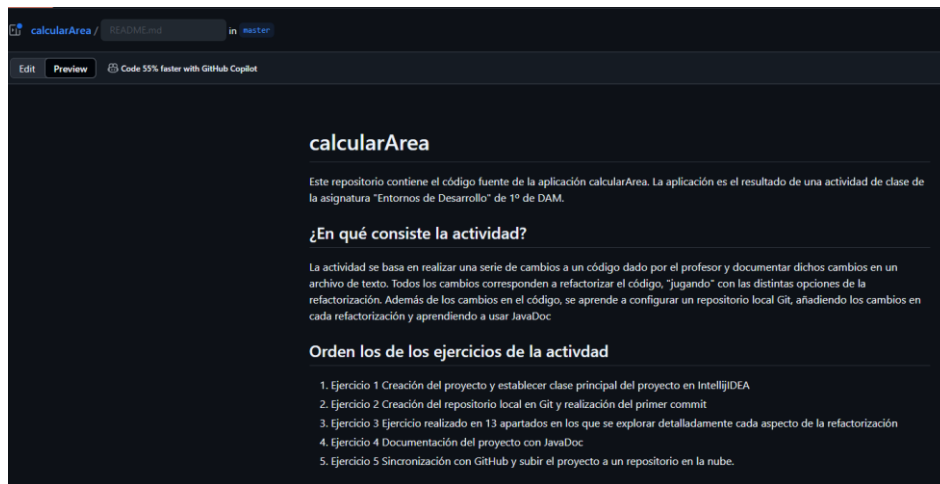 calcularArea / README.md in master
Edit Preview Code 55% faster with GitHub Copilot
calcularArea
Este repositorio contiene el código fuente de la aplicación calcularArea. La aplicación es el resultado de una actividad de clase de
la asignatura "Entornos de Desarrollo" de 1º de DAM.
¿En qué consiste la actividad?
La actividad se basa en realizar una serie de cambios a un código dado por el profesor y documentar dichos cambios en un
archivo de texto. Todos los cambios corresponden a refactorizar el código, "jugando" con las distintas opciones de la
refactorización. Además de los cambios en el código, se aprende a configurar un repositorio local Git, añadiendo los cambios en
cada refactorización y aprendiendo a usar JavaDoc
Orden los de los ejercicios de la activdad
1. Ejercicio 1 Creación del proyecto y establecer clase principal del proyecto en IntellijIDEA
2. Ejercicio 2 Creación del repositorio local en Git y realización del primer commit
3. Ejercicio 3 Ejercicio realizado en 13 apartados en los que se explorar detalladamente cada aspecto de la refactorización
4. Ejercicio 4 Documentación del proyecto con JavaDoc
5. Ejercicio 5 Sincronización con GitHub y subir el proyecto a un repositorio en la nube.